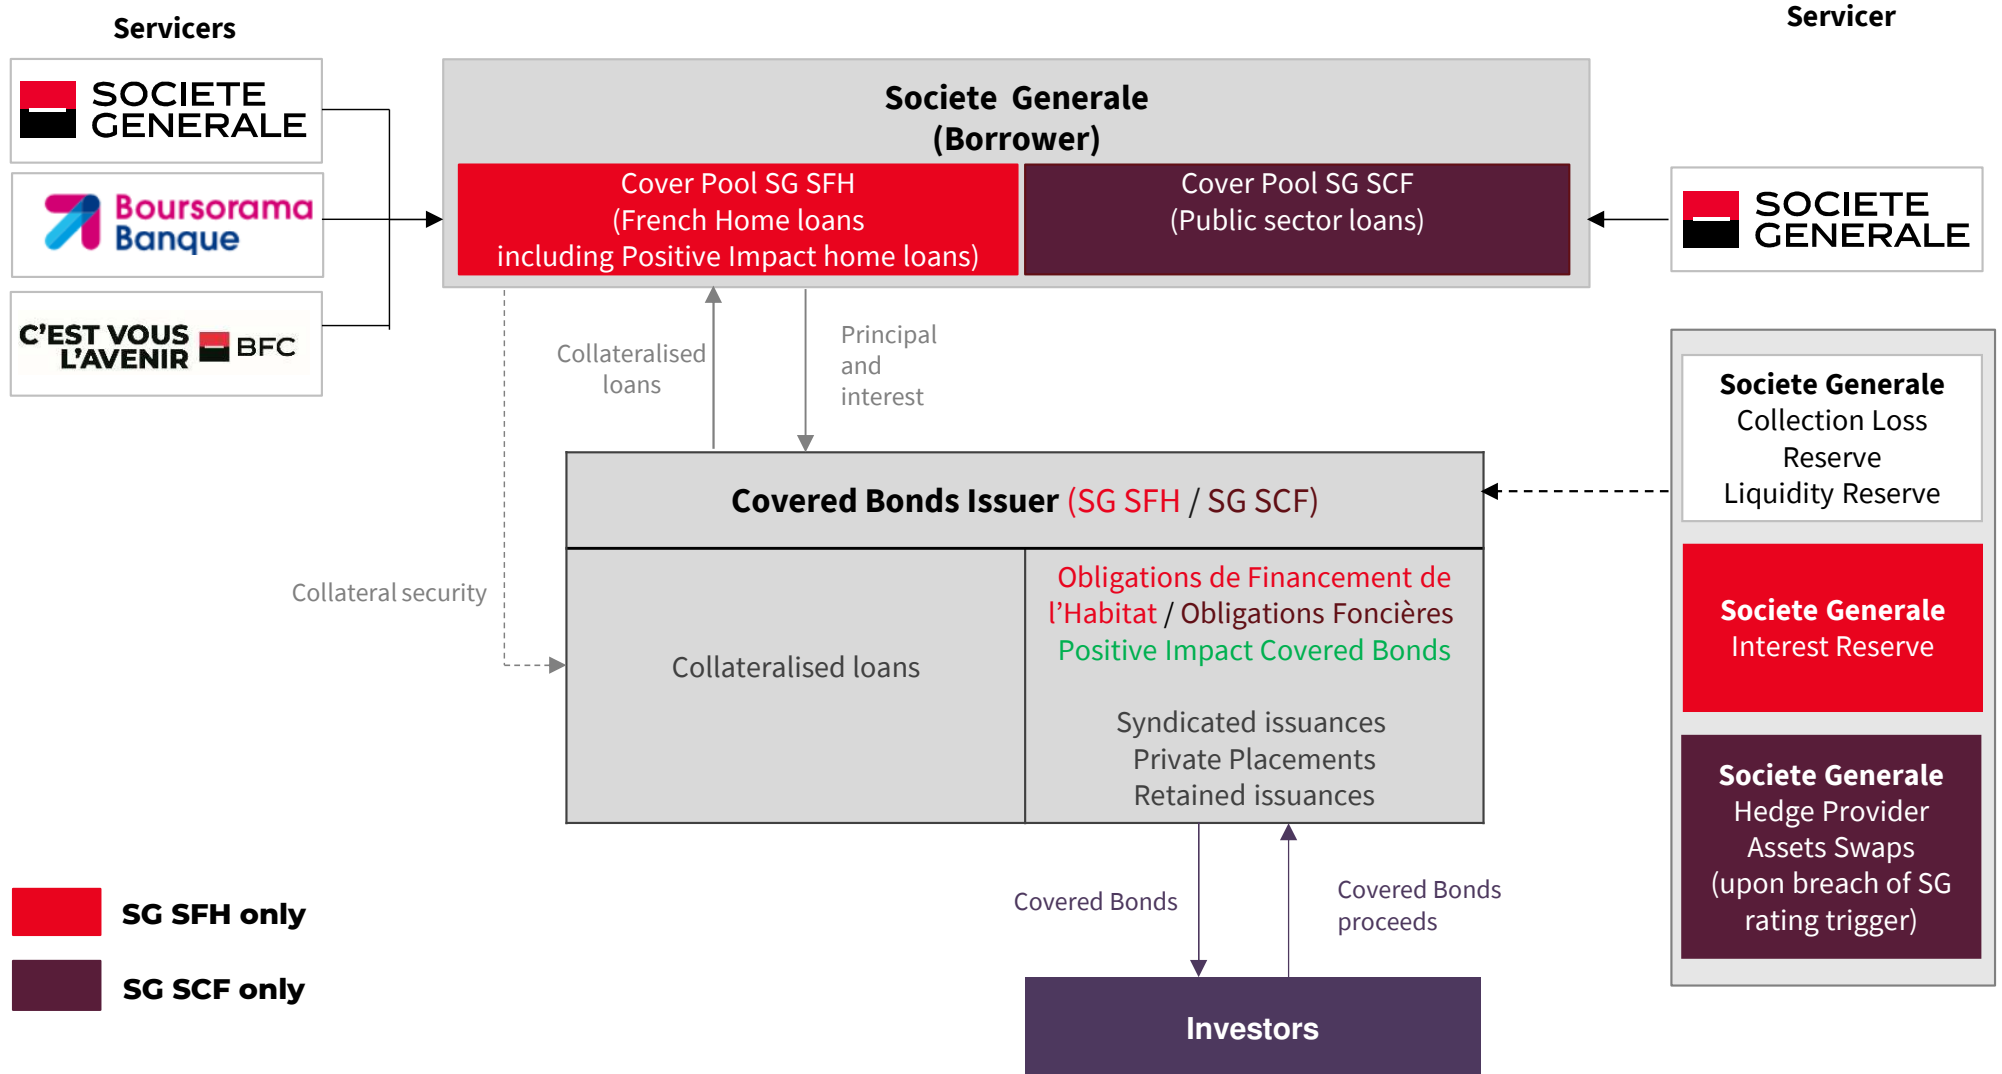 Servicers
Servicer
SOCIETE
GENERALE
Boursorama
Banque
C'EST VOUS
L'AVENIR
BFC
Societe Generale
(Borrower)
Cover Pool SG SFH
(French Home loans
including Positive Impact home loans)
Cover Pool SG SCF
(Public sector loans)
SOCIETE
GENERALE
Collateralised
loans
Principal
and
interest
Collateral security
Covered Bonds Issuer (SG SFH / SG SCF)
Collateralised loans
Obligations de Financement de
l’Habitat / Obligations Foncières
Positive Impact Covered Bonds
Syndicated issuances
Private Placements
Retained issuances
Societe Generale
Collection Loss
Reserve
Liquidity Reserve
Societe Generale
Interest Reserve
Societe Generale
Hedge Provider
Assets Swaps
(upon breach of SG
rating trigger)
Covered Bonds
Covered Bonds
proceeds
Investors
SG SFH only
SG SCF only